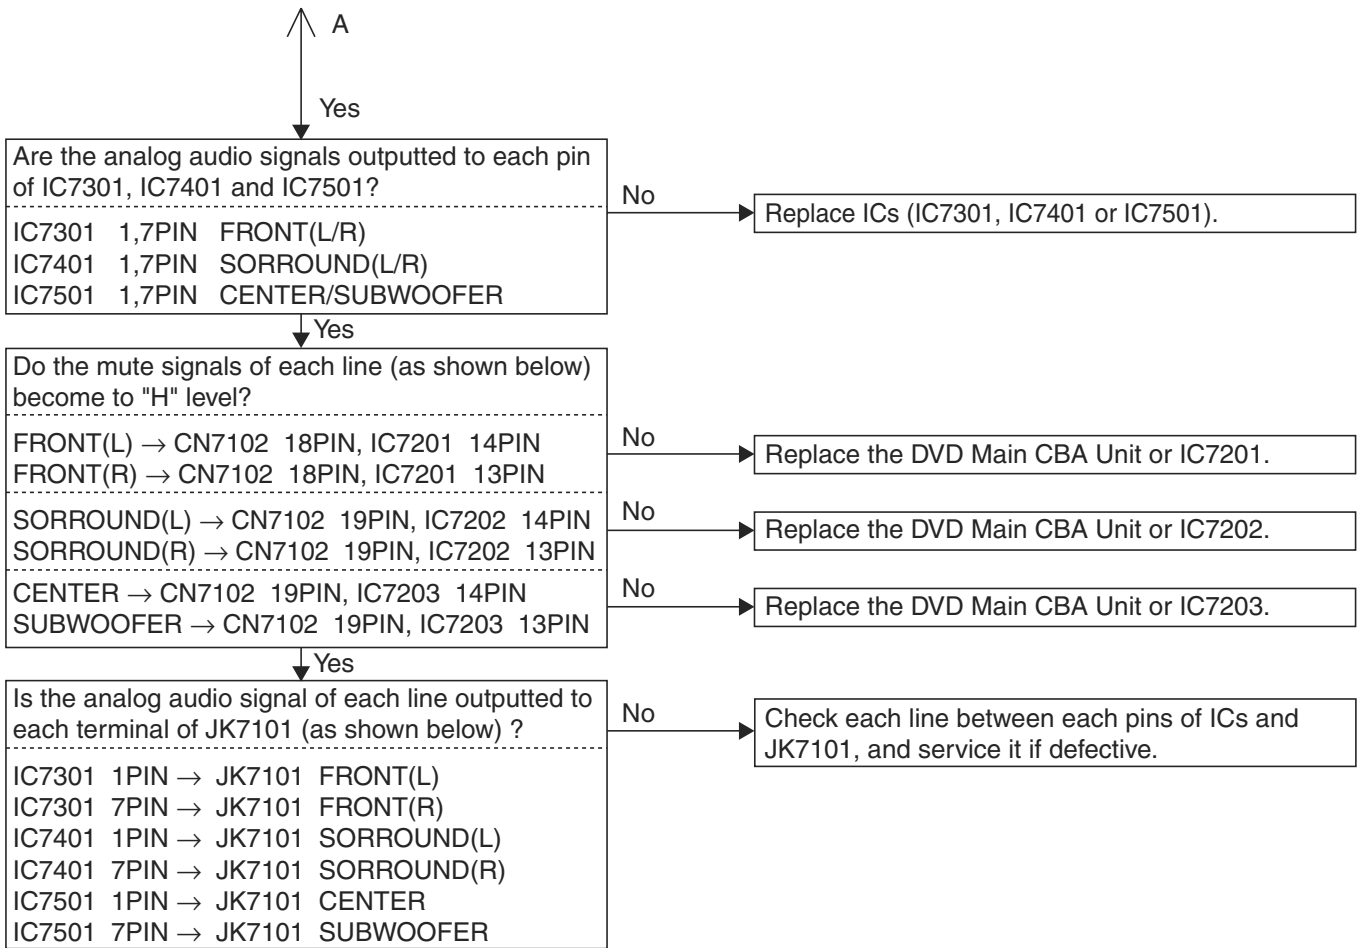 A
Yes
Are the analog audio signals outputted to each pin
of IC7301, IC7401 and IC7501?
IC7301 1,7PIN FRONT(L/R)
IC7401 1,7PIN SORROUND(L/R)
IC7501 1,7PIN CENTER/SUBWOOFER
No
Replace ICs (IC7301, IC7401 or IC7501).
Yes
Do the mute signals of each line (as shown below)
become to "H" level?
FRONT(L) → CN7102 18PIN, IC7201 14PIN
FRONT(R) → CN7102 18PIN, IC7201 13PIN
No
Replace the DVD Main CBA Unit or IC7201.
SORROUND(L) → CN7102 19PIN, IC7202 14PIN
SORROUND(R) → CN7102 19PIN, IC7202 13PIN
No
Replace the DVD Main CBA Unit or IC7202.
CENTER → CN7102 19PIN, IC7203 14PIN
SUBWOOFER → CN7102 19PIN, IC7203 13PIN
No
Replace the DVD Main CBA Unit or IC7203.
Yes
Is the analog audio signal of each line outputted to
each terminal of JK7101 (as shown below) ?
IC7301 1PIN → JK7101 FRONT(L)
IC7301 7PIN → JK7101 FRONT(R)
IC7401 1PIN → JK7101 SORROUND(L)
IC7401 7PIN → JK7101 SORROUND(R)
IC7501 1PIN → JK7101 CENTER
IC7501 7PIN → JK7101 SUBWOOFER
No
Check each line between each pins of ICs and
JK7101, and service it if defective.